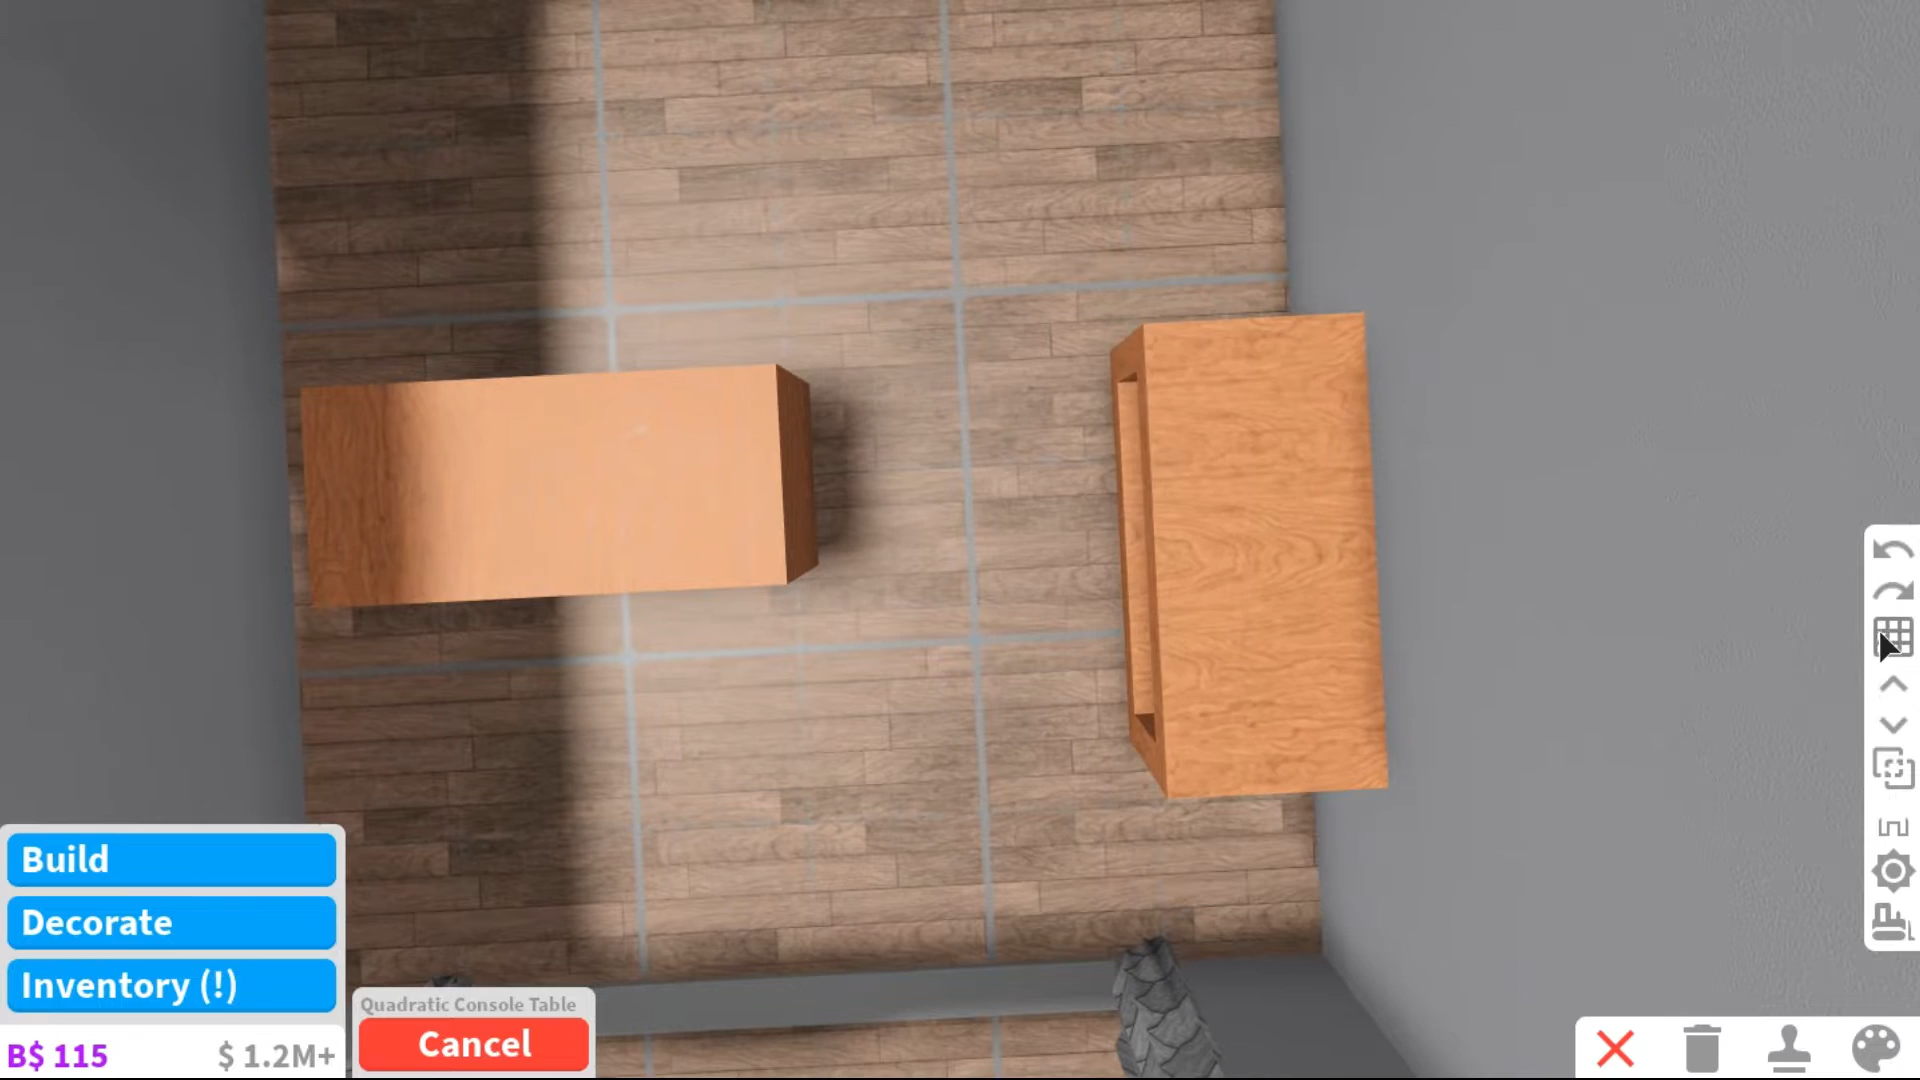 Build
Decorate
Inventory (!)
B$ 115
$ 1.2M+
Quadratic Console Table
Cancel